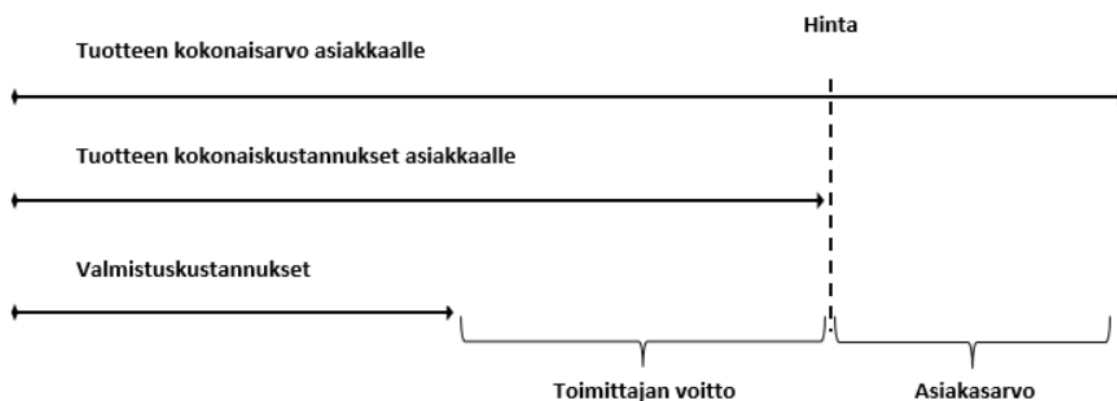 Hinta
Tuotteen kokonaisarvo asiakkaalle
Tuotteen kokonaiskustannukset asiakkaalle
Valmistuskustannukset
Toimittajan voitto
Asiakasarvo